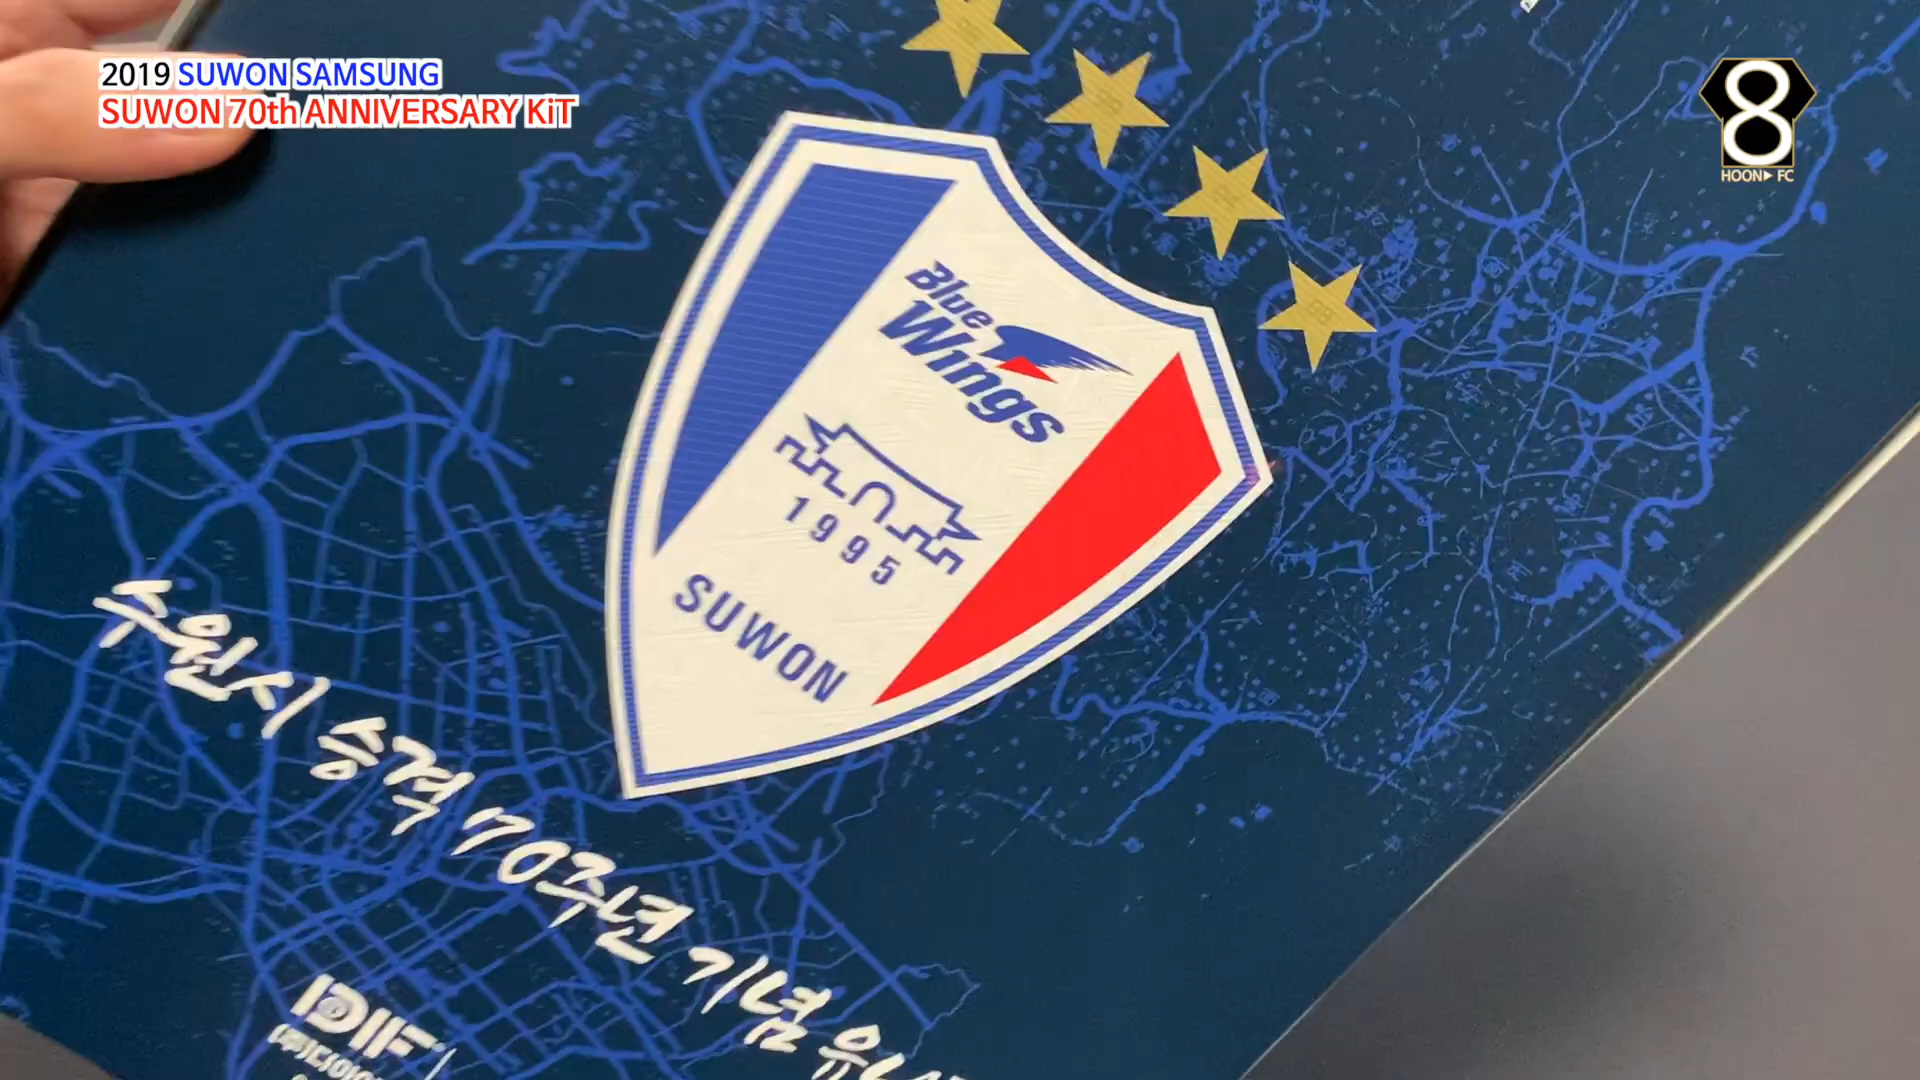 2019 SUWON SAMSUNG
SUWON 70th ANNIVERSARY KiT
8
HOON FC
Blue
Wings
1995
SUWON
수원시 승격 70주년 기념